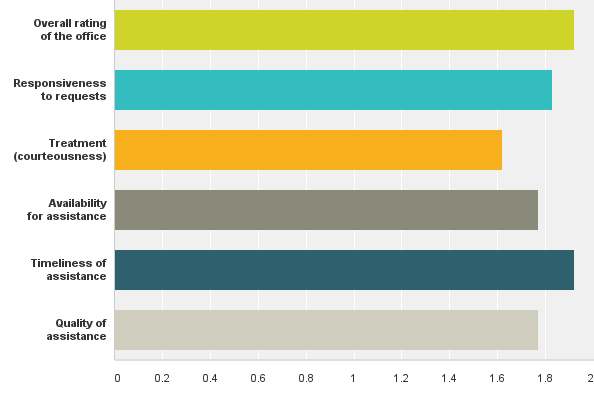 Overall rating
of the office
Responsiveness
to requests
Treatment
(courteousness)
Availability
for assistance
Timeliness of
assistance
Quality of
assistance
0 0.2 0.4 0.6 0.8 1 1.2 1.4 1.6 1.8 2